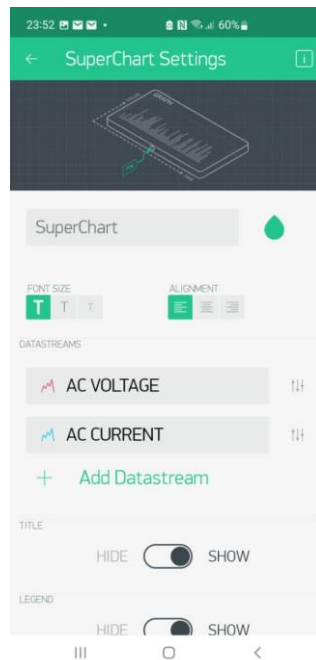 23:52 60%
SuperChart Settings
GRAPH
SuperChart
FONT SIZE ALIGNMENT
T T T
DATASTREAMS
AC VOLTAGE
AC CURRENT
+ Add Datastream
TITLE
HIDE SHOW
LEGEND
HIDE SHOW